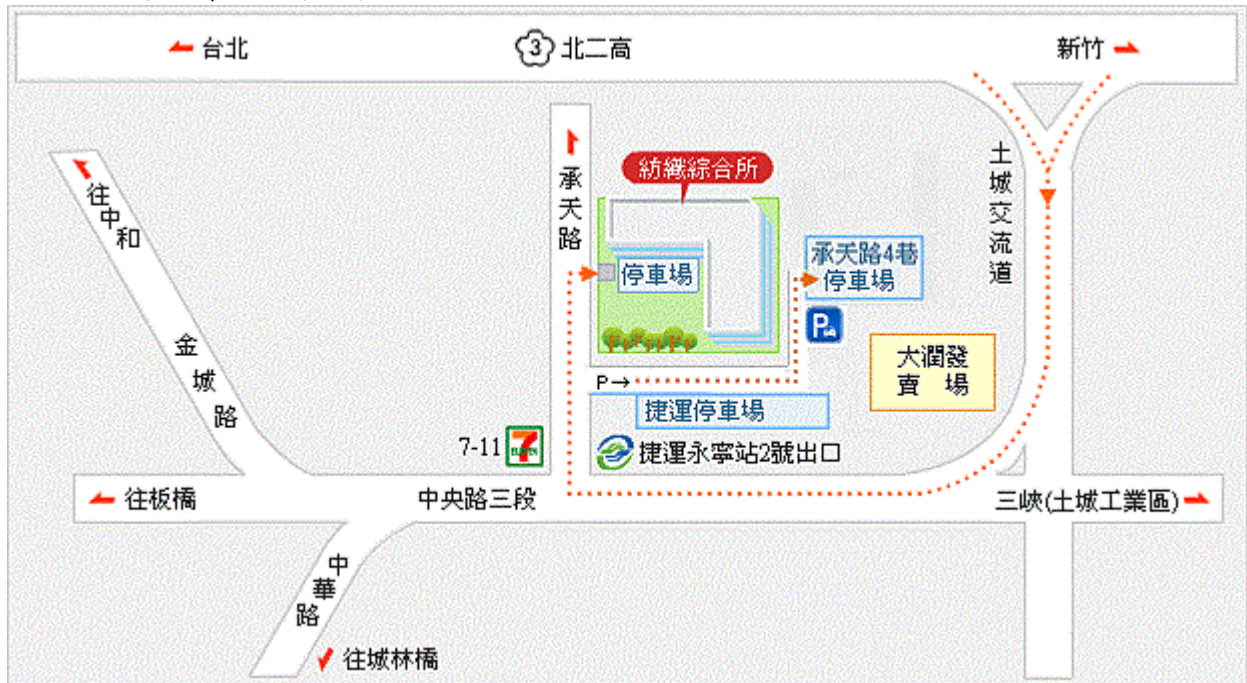 台北
3
北二高
新竹
土城交流道
紡織綜合所
承天路
往中和
承天路4巷
停車場
停車場
P
金城路
大潤發
賣 場
P→
捷運停車場
7-11
7
捷運永寧站2號出口
往板橋
中央路三段
三峽(土城工業區)
中華路
往城林橋